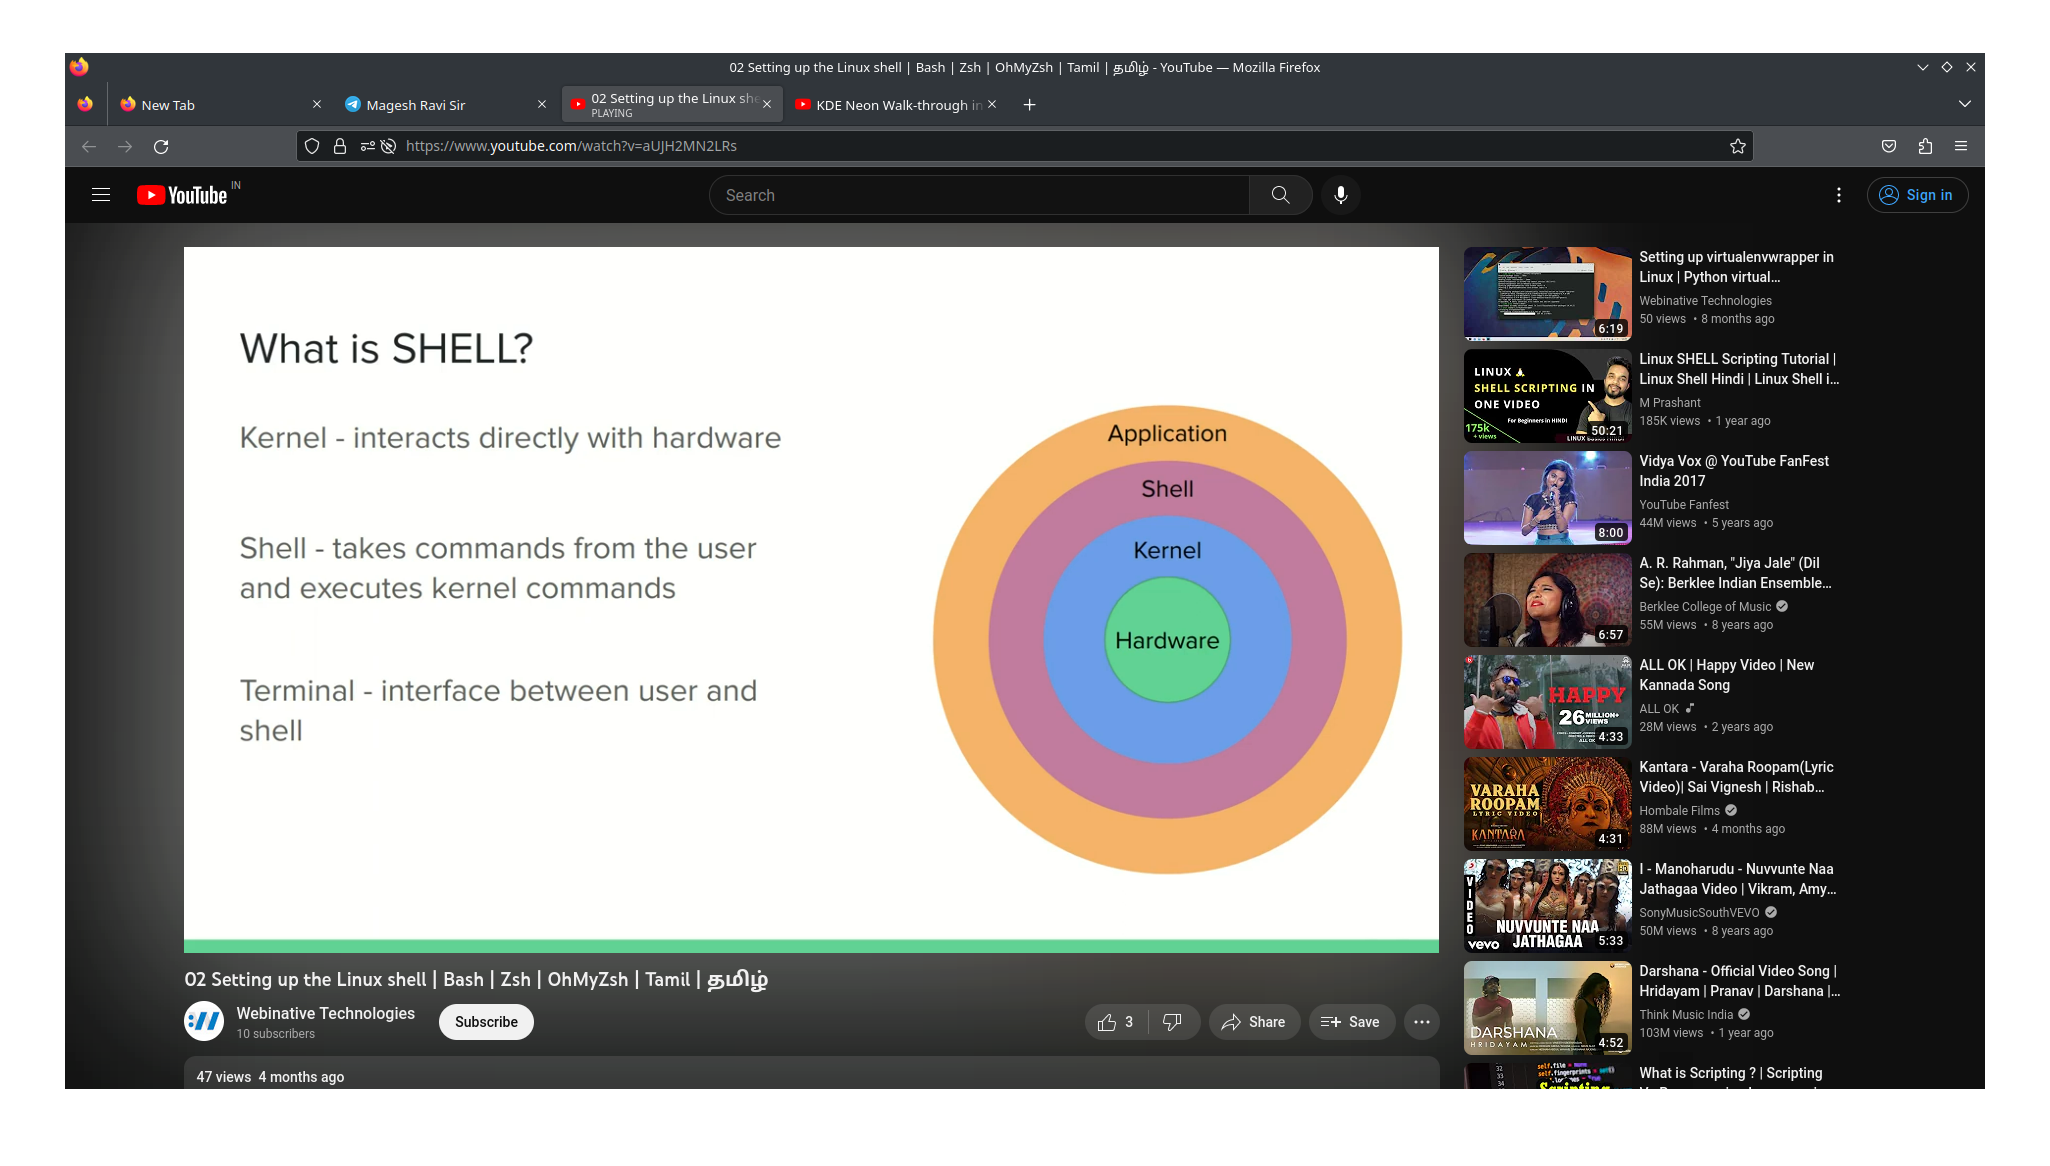 02 Setting up the Linux shell | Bash | Zsh | OhMyZsh | Tamil | தமிழ் - YouTube — Mozilla Firefox
New Tab
Magesh Ravi Sir
02 Setting up the Linux she
PLAYING
KDE Neon Walk-through in
https://www.youtube.com/watch?v=aUJH2MN2LRs
YouTube IN
Search
Sign in
What is SHELL?
Kernel - interacts directly with hardware
Shell - takes commands from the user
and executes kernel commands
Terminal - interface between user and
shell
Application
Shell
Kernel
Hardware
02 Setting up the Linux shell | Bash | Zsh | OhMyZsh | Tamil | தமிழ்
Webinative Technologies
10 subscribers
Subscribe
3
Share
Save
47 views 4 months ago
6:19
Setting up virtualenvwrapper in
Linux | Python virtual...
Webinative Technologies
50 views • 8 months ago
LINUX
SHELL SCRIPTING IN
ONE VIDEO
For Beginners in HINDI
175k
+ views
50:21
Linux SHELL Scripting Tutorial |
Linux Shell Hindi | Linux Shell i...
M Prashant
185K views • 1 year ago
8:00
Vidya Vox @ YouTube FanFest
India 2017
YouTube Fanfest
44M views • 5 years ago
6:57
A. R. Rahman, "Jiya Jale" (Dil
Se): Berklee Indian Ensemble...
Berklee College of Music
55M views • 8 years ago
HAPPY
26 MILLION+
VIEWS
4:33
ALL OK | Happy Video | New
Kannada Song
ALL OK
28M views • 2 years ago
VARAHA
ROOPAM
LYRIC VIDEO
KANTARA
4:31
Kantara - Varaha Roopam(Lyric
Video)| Sai Vignesh | Rishab...
Hombale Films
88M views • 4 months ago
VIDEO
NUVVUNTE NAA
JATHAGAA
vevo
5:33
I - Manoharudu - Nuvvunte Naa
Jathagaa Video | Vikram, Amy...
SonyMusicSouthVEVO
50M views • 8 years ago
DARSHANA
HRIDAYAM
4:52
Darshana - Official Video Song |
Hridayam | Pranav | Darshana |...
Think Music India
103M views • 1 year ago
32
33
34
self.file =
self.fingerprints =
What is Scripting ? | Scripting